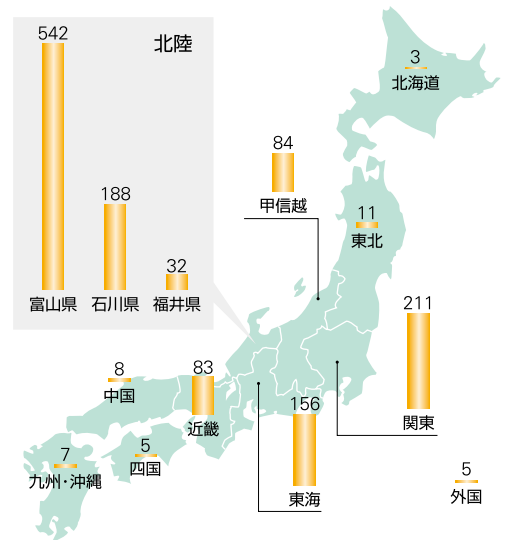 北陸
542
富山県
188
石川県
32
福井県
3
北海道
84
甲信越
11
東北
211
関東
8
中国
83
近畿
156
東海
5
四国
7
九州・沖縄
5
外国